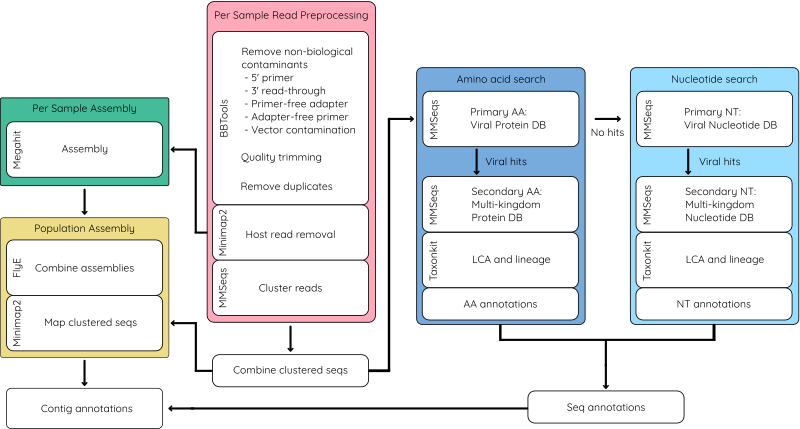 Per Sample Read Preprocessing
BBTools
Remove non-biological
contaminants
- 5' primer
- 3' read-through
- Primer-free adapter
- Adapter-free primer
- Vector contamination
Quality trimming
Remove duplicates
Minimap2
Host read removal
MMSeqs
Cluster reads
Combine clustered seqs
Per Sample Assembly
Megahit
Assembly
Population Assembly
FlyE
Combine assemblies
Minimap2
Map clustered seqs
Contig annotations
Amino acid search
MMSeqs
Primary AA:
Viral Protein DB
Viral hits
MMSeqs
Secondary AA:
Multi-kingdom
Protein DB
Taxonkit
LCA and lineage
AA annotations
No hits
Nucleotide search
MMSeqs
Primary NT:
Viral Nucleotide DB
Viral hits
MMSeqs
Secondary NT:
Multi-kingdom
Nucleotide DB
Taxonkit
LCA and lineage
NT annotations
Seq annotations